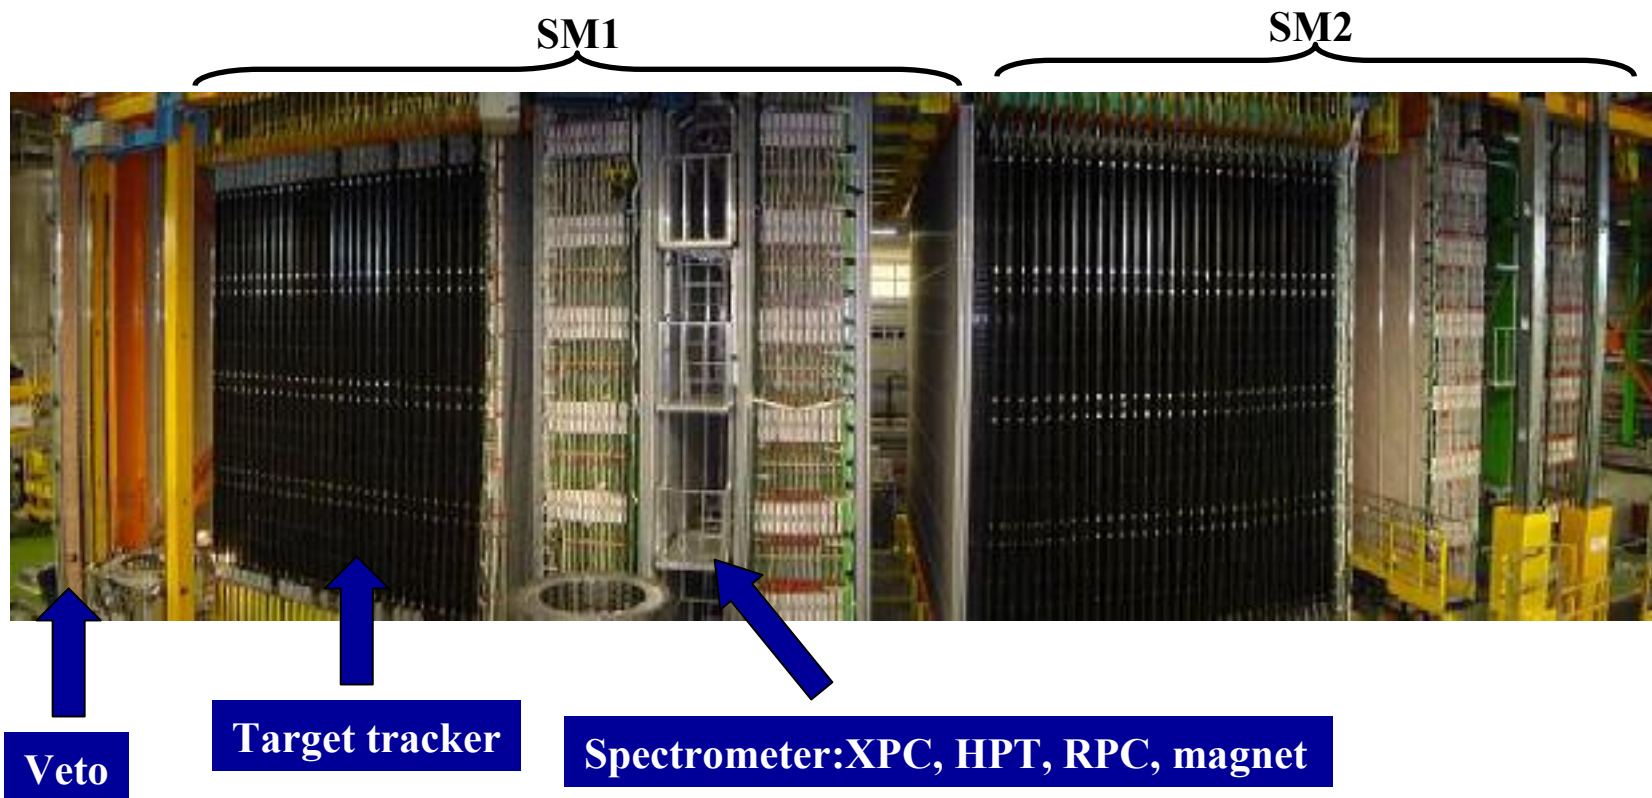 SM1
SM2
Veto
Target tracker
Spectrometer:XPC, HPT, RPC, magnet